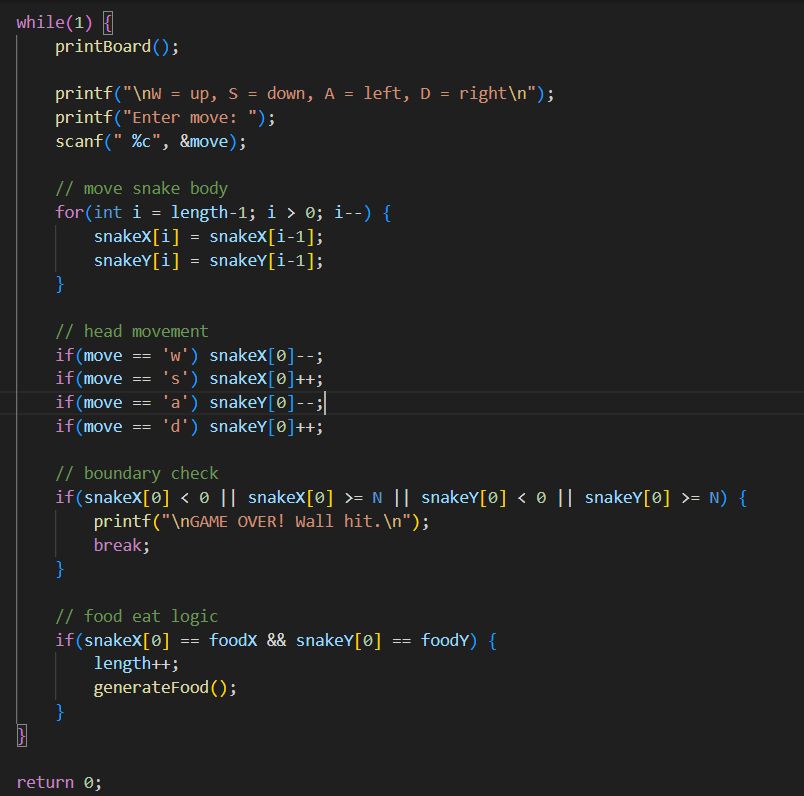 while(1) {
    printBoard();

    printf("\nW = up, S = down, A = left, D = right\n");
    printf("Enter move: ");
    scanf(" %c", &move);

    // move snake body
    for(int i = length-1; i > 0; i--) {
        snakeX[i] = snakeX[i-1];
        snakeY[i] = snakeY[i-1];
    }

    // head movement
    if(move == 'w') snakeX[0]--;
    if(move == 's') snakeX[0]++;
    if(move == 'a') snakeY[0]--;
    if(move == 'd') snakeY[0]++;

    // boundary check
    if(snakeX[0] < 0 || snakeX[0] >= N || snakeY[0] < 0 || snakeY[0] >= N) {
        printf("\nGAME OVER! Wall hit.\n");
        break;
    }

    // food eat logic
    if(snakeX[0] == foodX && snakeY[0] == foodY) {
        length++;
        generateFood();
    }
}

return 0;